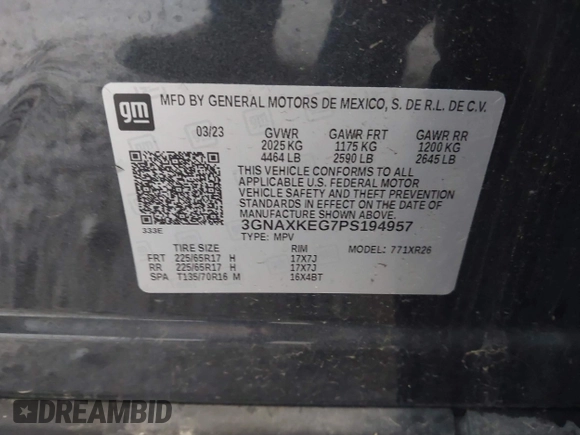 gm
MFD BY GENERAL MOTORS DE MEXICO, S. DE R.L. DE C.V.
03/23 GVWR GAWR FRT GAWR RR
2025 KG 1175 KG 1200 KG
4464 LB 2590 LB 2645 LB
THIS VEHICLE CONFORMS TO ALL
APPLICABLE U.S. FEDERAL MOTOR
VEHICLE SAFETY AND THEFT PREVENTION
STANDARDS IN EFFECT ON THE DATE OF
MANUFACTURE SHOWN ABOVE.
333E 3GNAXKEG7PS194957
TYPE: MPV MODEL: 771XR26
TIRE SIZE
FRT 225/65R17 H 17X7J
RR 225/65R17 H 17X7J
SPA T135/70R16 M 16X4BT
DREAMBID